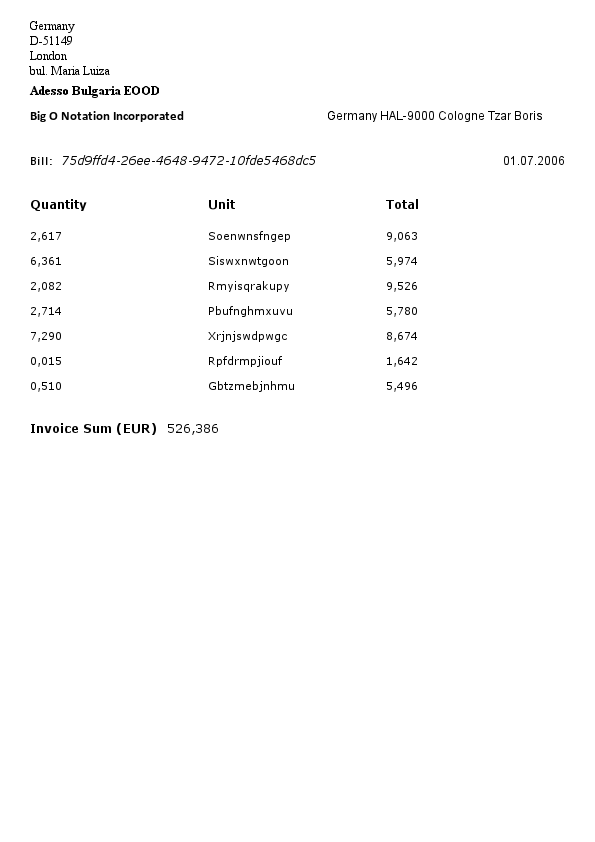 Germany
D-51149
London
bul. Maria Luiza
Adesso Bulgaria EOOD
Big O Notation Incorporated Germany HAL-9000 Cologne Tzar Boris
Bill: 75d9ffd4-26ee-4648-9472-10fde5468dc5 01.07.2006
Quantity Unit Total
2,617 Soenwnsfngep 9,063
6,361 Siswxnwtgoon 5,974
2,082 Rmyisqrakupy 9,526
2,714 Pbufnghmxuvu 5,780
7,290 Xrjnjswdpwgc 8,674
0,015 Rpfdrmpjiouf 1,642
0,510 Gbtzmebjnhmu 5,496
Invoice Sum (EUR) 526,386